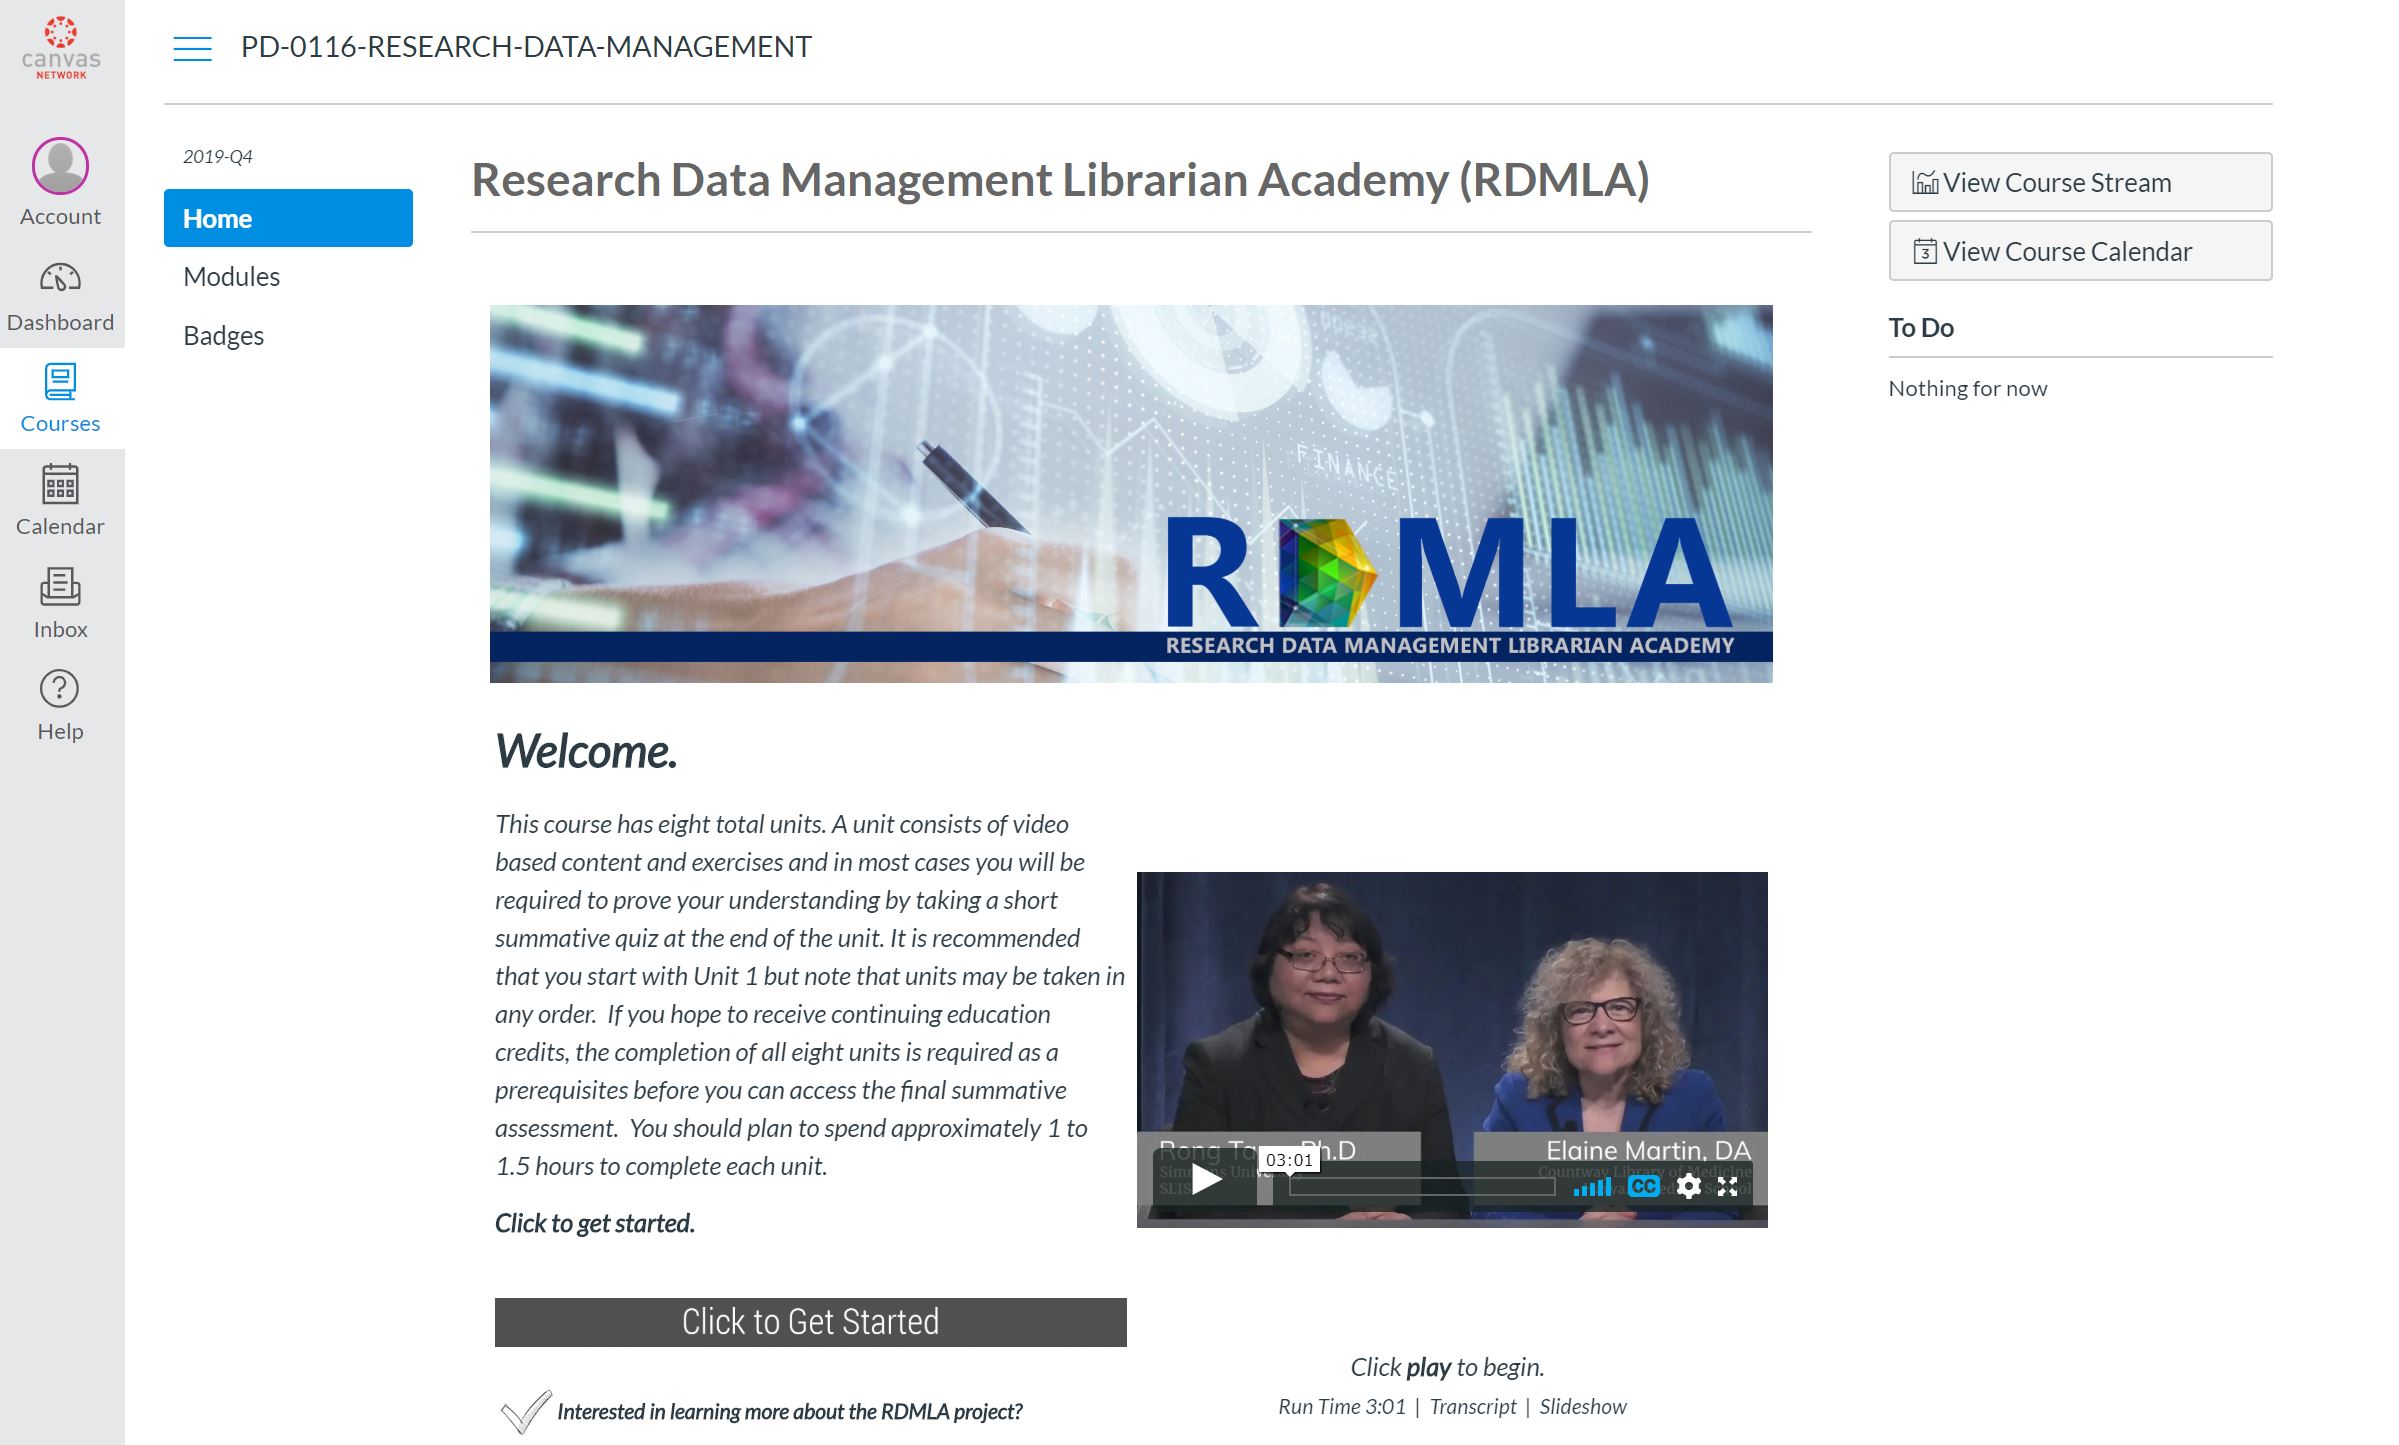 canvas
NETWORK
Account
Dashboard
Courses
Calendar
Inbox
Help
PD-0116-RESEARCH-DATA-MANAGEMENT
2019-Q4
Home
Modules
Badges
Research Data Management Librarian Academy (RDMLA)
FINANCE
RDMLA
RESEARCH DATA MANAGEMENT LIBRARIAN ACADEMY
Welcome.
This course has eight total units. A unit consists of video
based content and exercises and in most cases you will be
required to prove your understanding by taking a short
summative quiz at the end of the unit. It is recommended
that you start with Unit 1 but note that units may be taken in
any order.  If you hope to receive continuing education
credits, the completion of all eight units is required as a
prerequisites before you can access the final summative
assessment.  You should plan to spend approximately 1 to
1.5 hours to complete each unit.
Click to get started.
Click to Get Started
Interested in learning more about the RDMLA project?
Rong Ph.D
Elaine Martin, DA
Countway Library of Medicine
03:01
CC
Click play to begin.
Run Time 3:01 | Transcript | Slideshow
View Course Stream
3 View Course Calendar
To Do
Nothing for now